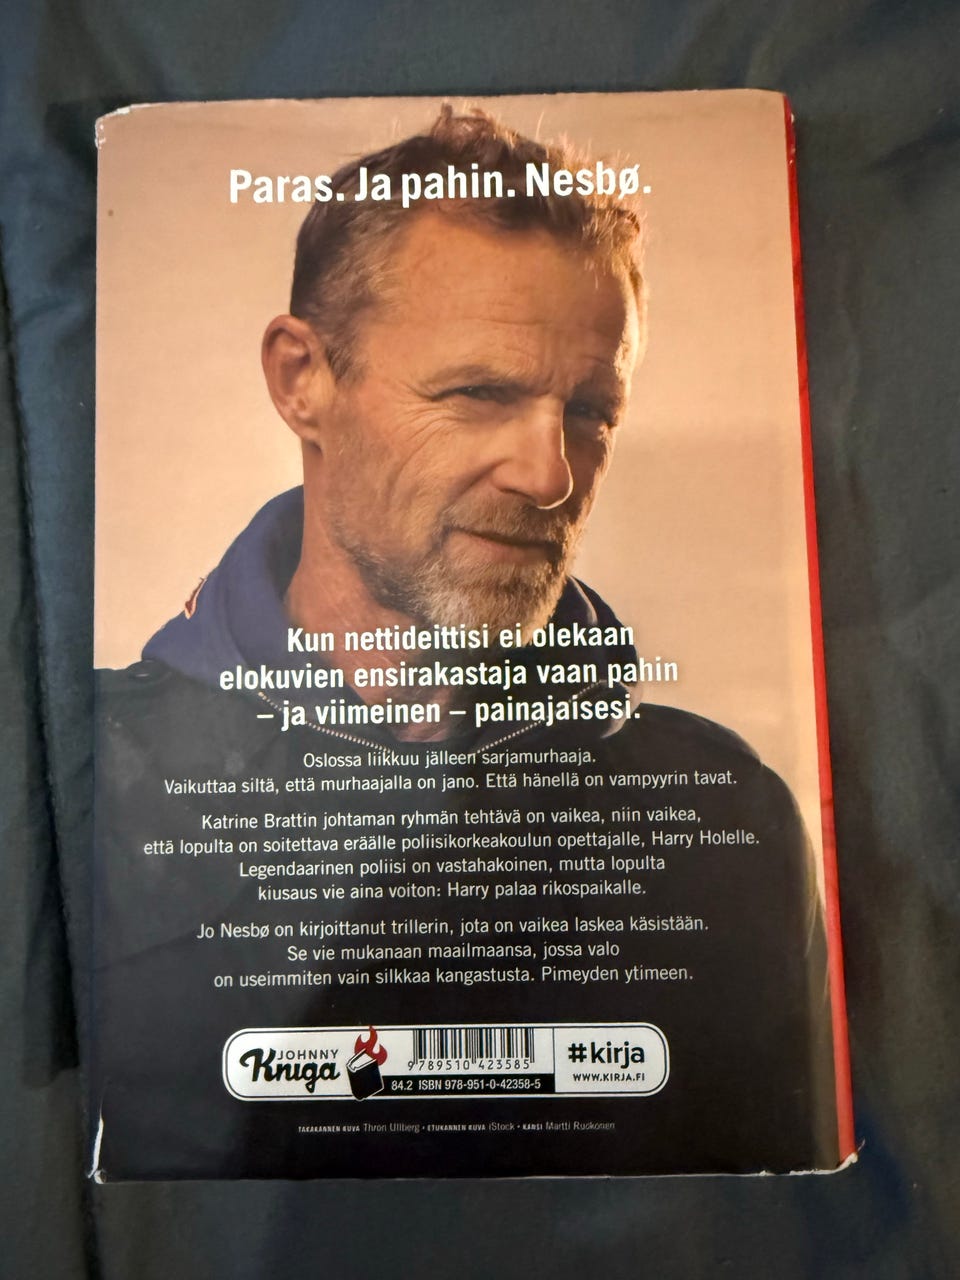 Paras. Ja pahin. Nesbø.
Kun nettideittisi ei olekaan
elokuvien ensirakastaja vaan pahin
– ja viimeinen – painajaisesi.
Oslossa liikkuu jälleen sarjamurhaaja.
Vaikuttaa siltä, että murhaajalla on jano. Että hänellä on vampyyrin tavat.
Katrine Brattin johtaman ryhmän tehtävä on vaikea, niin vaikea,
että lopulta on soitettava eräälle poliisikorkeakoulun opettajalle, Harry Holelle.
Legendaarinen poliisi on vastahakoinen, mutta lopulta
kiusaus vie aina voiton: Harry palaa rikospaikalle.
Jo Nesbø on kirjoittanut trillerin, jota on vaikea laskea käsistään.
Se vie mukanaan maailmaansa, jossa valo
on useimmiten vain silkkaa kangastusta. Pimeyden ytimeen.
JOHNNY
Kniga
9 789510 423585
84.2 ISBN 978-951-0-42358-5
#kirja
WWW.KIRJA.FI
TAKAKANNEN KUVA Thron Ullberg • ETUKANNEN KUVA iStock • KANSI Martti Ruokonen